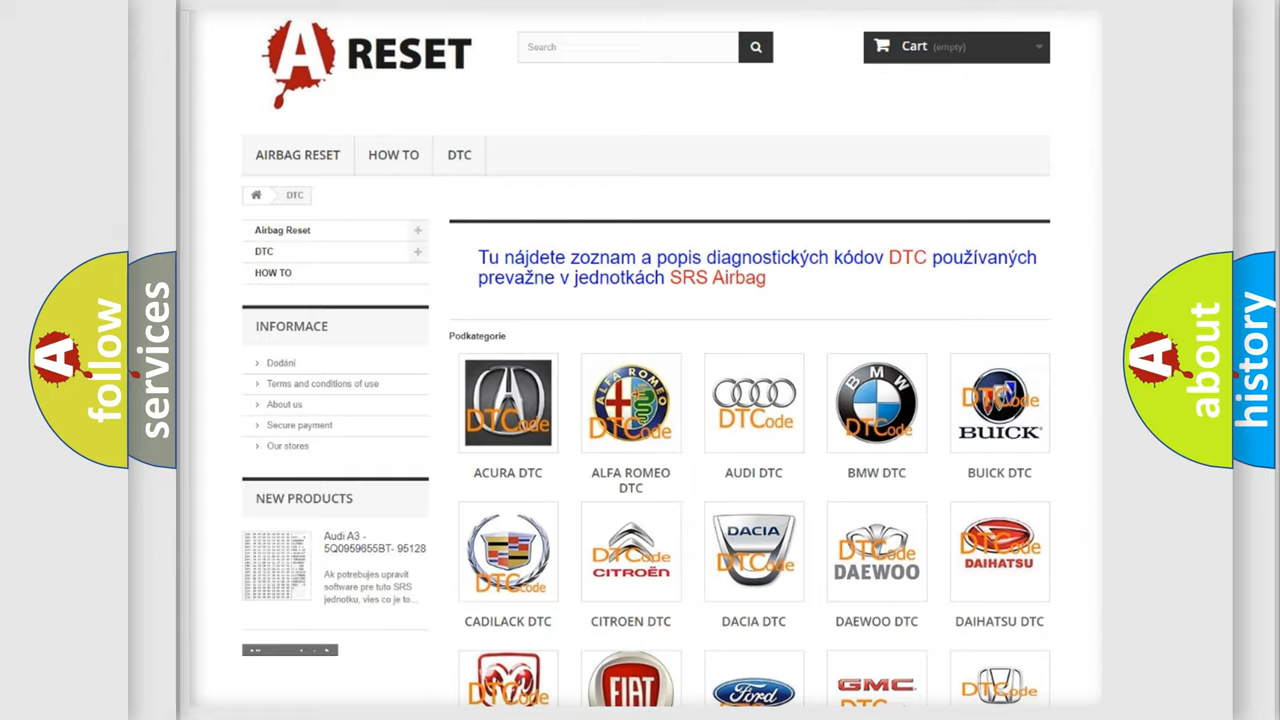 A RESET
Search
Cart (empty)
AIRBAG RESET
HOW TO
DTC
DTC
Airbag Reset
DTC
HOW TO
INFORMACE
Dodání
Terms and conditions of use
About us
Secure payment
Our stores
NEW PRODUCTS
Audi A3 -
5Q0959655BT- 95128
Ak potrebujes upravit
software pre tuto SRS
jednotku, vies co je to...
Tu nájdete zoznam a popis diagnostických kódov DTC používaných
prevažne v jednotkách SRS Airbag
Podkategorie
DTCode
ALFA ROMEO
DTCode
DTCode
BMW
DTCode
DTCode
BUICK
ACURA DTC
ALFA ROMEO
DTC
AUDI DTC
BMW DTC
BUICK DTC
DTCode
DTCode
CITROËN
DACIA
DTCode
DTCode
DAEWOO
DTCode
DAIHATSU
CADILACK DTC
CITROEN DTC
DACIA DTC
DAEWOO DTC
DAIHATSU DTC
DTCode
FIAT
Ford
GMC
DTCode
A follow
services
A about
history